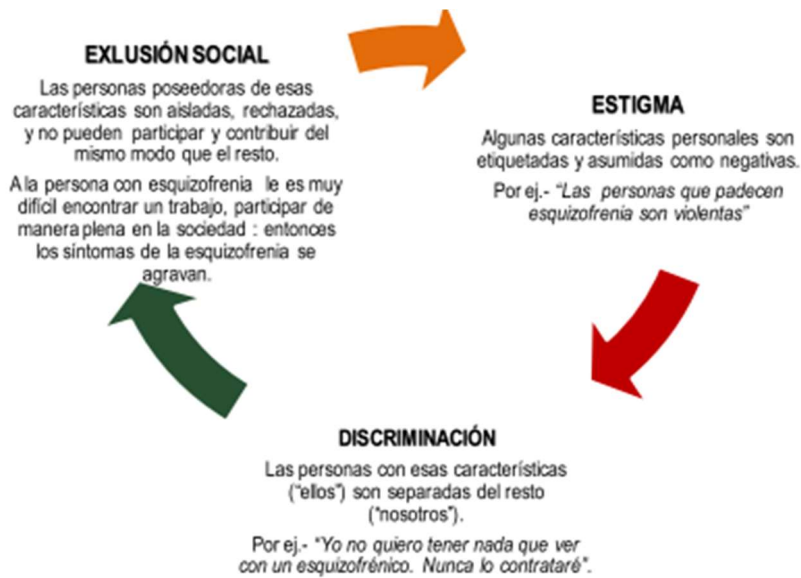 EXLUSIÓN SOCIAL
Las personas poseedoras de esas
características son aisladas, rechazadas,
y no pueden participar y contribuir del
mismo modo que el resto.
A la persona con esquizofrenia le es muy
difícil encontrar un trabajo, participar de
manera plena en la sociedad : entonces
los síntomas de la esquizofrenia se
agravan.
ESTIGMA
Algunas características personales son
etiquetadas y asumidas como negativas.
Por ej.- “Las personas que padecen
esquizofrenia son violentas”
DISCRIMINACIÓN
Las personas con esas características
(“ellos”) son separadas del resto
(“nosotros”).
Por ej.- “Yo no quiero tener nada que ver
con un esquizofrénico. Nunca lo contrataré”.